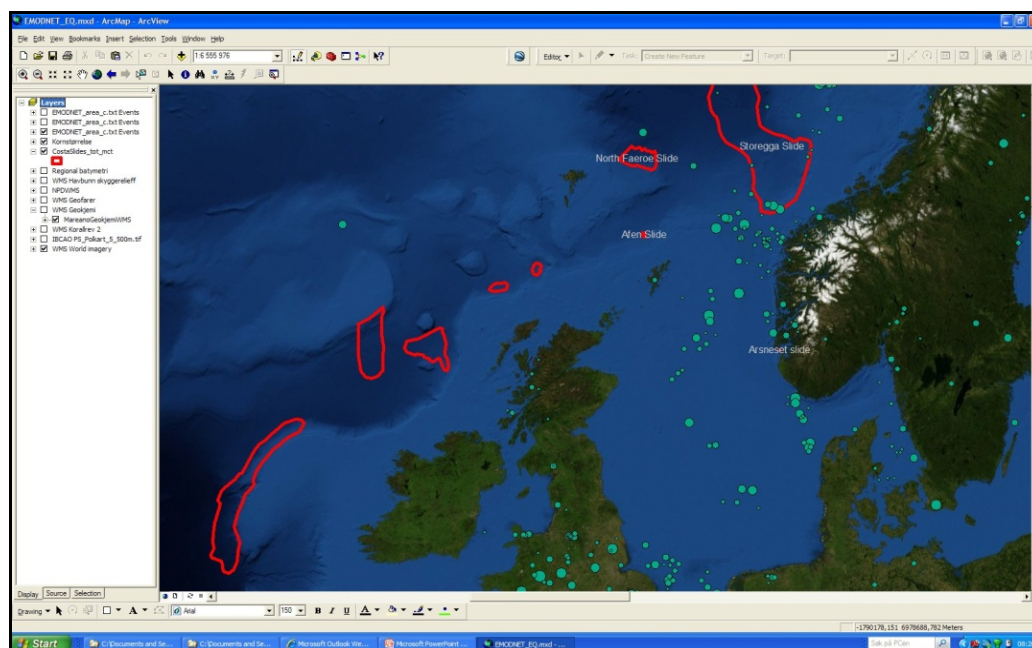 EMODNET_EQ.mxd - ArcMap - ArcView
File Edit View Bookmarks Insert Selection Tools Window Help
1:6 555 976
Editor Task: Create New Feature Target:
Layers
EMODNET_area_c.txt Events
EMODNET_area_c.txt Events
EMODNET_area_c.txt Events
Kornstørrelse
CostaSlides_tst_mct
Regional batymetri
WMS Havbunn skyggerelieff
NPDWMS
WMS Geofarer
WMS Geokjemi
MareanoGeokjemiWMS
WMS Korallrev 2
IBCAO PS_Polkart_5_500m.tif
WMS World imagery
Storegga Slide
North Faeroe Slide
Afen Slide
Arsneset slide
Display Source Selection
Drawing A Arial 150 B I U A
-1790178,151 6978688,782 Meters
Start C:\Documents and Se... C:\Documents and Se... Microsoft Outlook We... Microsoft PowerPoint ... EMODNET_EQ.mxd -... Søk på PCen